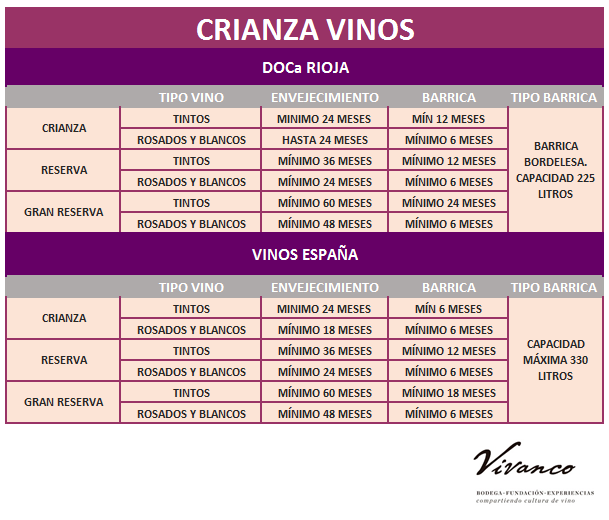 CRIANZA VINOS
DOCa RIOJA
TIPO VINO ENVEJECIMIENTO BARRICA TIPO BARRICA
CRIANZA
TINTOS MINIMO 24 MESES MÍN 12 MESES
ROSADOS Y BLANCOS HASTA 24 MESES MÍNIMO 6 MESES
RESERVA
TINTOS MÍNIMO 36 MESES MÍNIMO 12 MESES
ROSADOS Y BLANCOS MÍNIMO 24 MESES MÍNIMO 6 MESES
GRAN RESERVA
TINTOS MÍNIMO 60 MESES MÍNIMO 24 MESES
ROSADOS Y BLANCOS MÍNIMO 48 MESES MÍNIMO 6 MESES
BARRICA
BORDELESA.
CAPACIDAD 225
LITROS
VINOS ESPAÑA
TIPO VINO ENVEJECIMIENTO BARRICA TIPO BARRICA
CRIANZA
TINTOS MINIMO 24 MESES MÍN 6 MESES
ROSADOS Y BLANCOS MÍNIMO 18 MESES MÍNIMO 6 MESES
RESERVA
TINTOS MÍNIMO 36 MESES MÍNIMO 12 MESES
ROSADOS Y BLANCOS MÍNIMO 24 MESES MÍNIMO 6 MESES
GRAN RESERVA
TINTOS MÍNIMO 60 MESES MÍNIMO 18 MESES
ROSADOS Y BLANCOS MÍNIMO 48 MESES MÍNIMO 6 MESES
CAPACIDAD
MÁXIMA 330
LITROS
Vivanco
BODEGA-FUNDACIÓN-EXPERIENCIAS
compartiendo cultura de vino